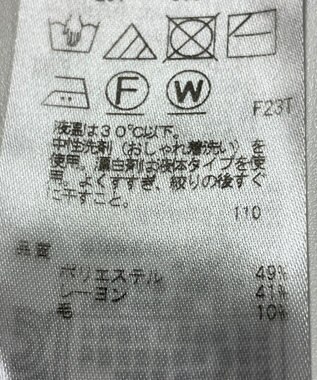 F
W
F23T
液温は30℃以下。
中性洗剤（おしゃれ着洗い）を
使用。漂白剤は液体タイプを使
用。よくすすぎ、絞りの後すぐ
に干すこと。
110
品質
ポリエステル 49%
レーヨン 41%
毛 10%